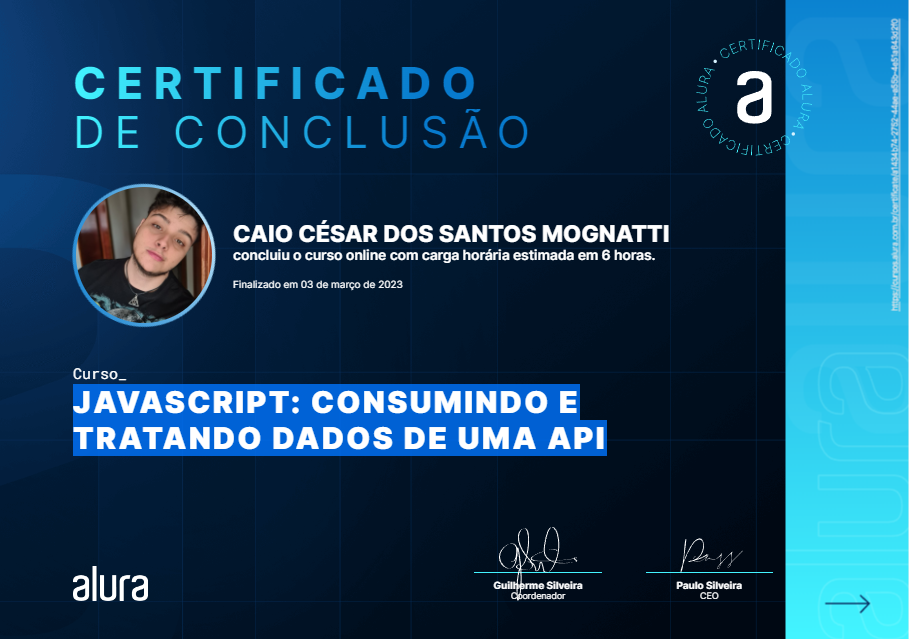 CERTIFICADO
DE CONCLUSÃO
CERTIFICADO ALURA • CERTIFICADO ALURA •
a
CAIO CÉSAR DOS SANTOS MOGNATTI
concluiu o curso online com carga horária estimada em 6 horas.
Finalizado em 03 de março de 2023
Curso_
JAVASCRIPT: CONSUMINDO E
TRATANDO DADOS DE UMA API
alura
Guilherme Silveira
Coordenador
Paulo Silveira
CEO
alura